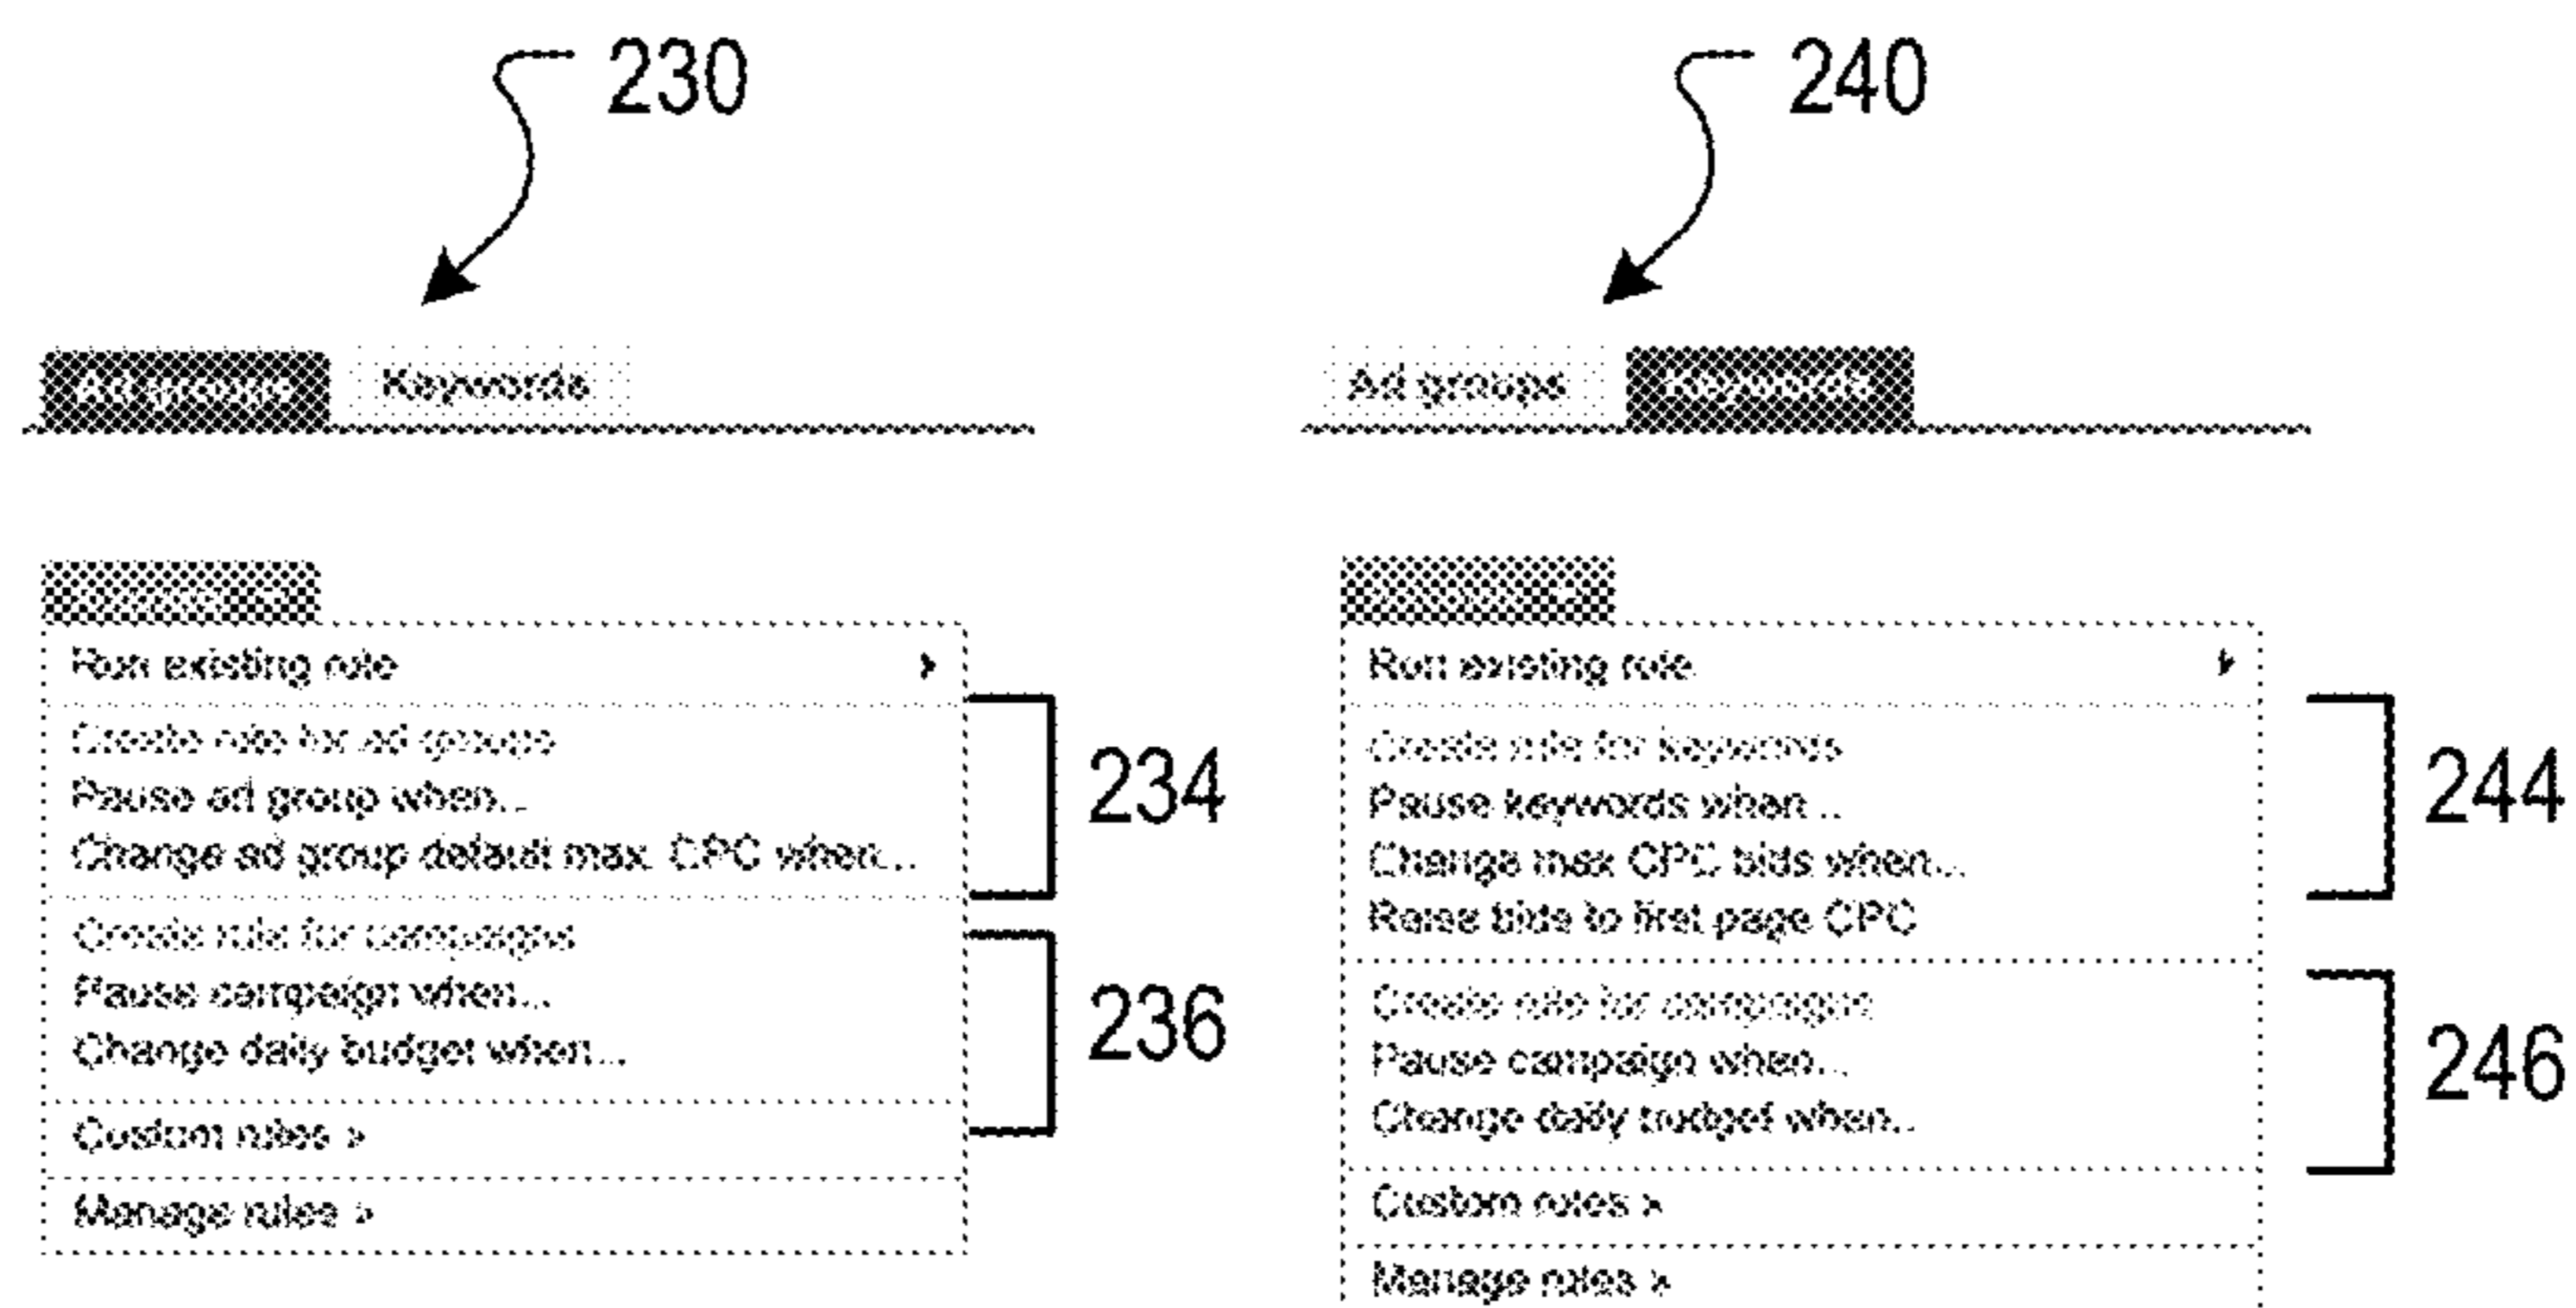 230
Ad groups Keywords
Run existing rule
Create rule for ad groups
Pause ad group when...
Change ad group default max. CPC when...
234
Create rule for campaigns
Pause campaign when...
Change daily budget when...
236
Custom rules »
Manage rules »
240
Ad groups Keywords
Run existing rule
Create rule for keywords
Pause keywords when...
Change max CPC bids when...
Raise bids to first page CPC
244
Create rule for campaigns
Pause campaign when...
Change daily budget when...
246
Custom rules »
Manage rules »